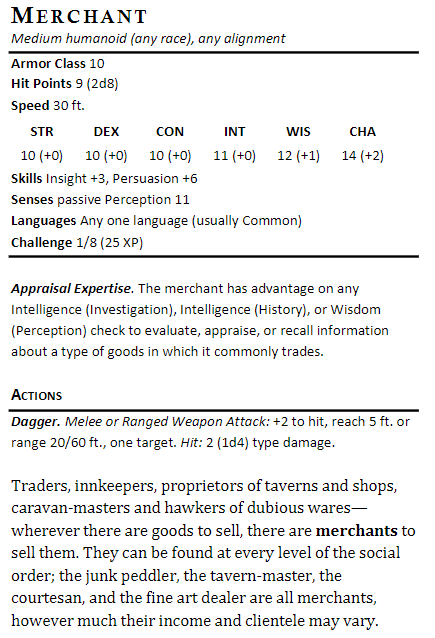 MERCHANT
Medium humanoid (any race), any alignment
Armor Class 10
Hit Points 9 (2d8)
Speed 30 ft.
STR DEX CON INT WIS CHA
10 (+0) 10 (+0) 10 (+0) 11 (+0) 12 (+1) 14 (+2)
Skills Insight +3, Persuasion +6
Senses passive Perception 11
Languages Any one language (usually Common)
Challenge 1/8 (25 XP)
Appraisal Expertise. The merchant has advantage on any
Intelligence (Investigation), Intelligence (History), or Wisdom
(Perception) check to evaluate, appraise, or recall information
about a type of goods in which it commonly trades.
ACTIONS
Dagger. Melee or Ranged Weapon Attack: +2 to hit, reach 5 ft. or
range 20/60 ft., one target. Hit: 2 (1d4) type damage.
Traders, innkeepers, proprietors of taverns and shops,
caravan-masters and hawkers of dubious wares—
wherever there are goods to sell, there are merchants to
sell them. They can be found at every level of the social
order; the junk peddler, the tavern-master, the
courtesan, and the fine art dealer are all merchants,
however much their income and clientele may vary.